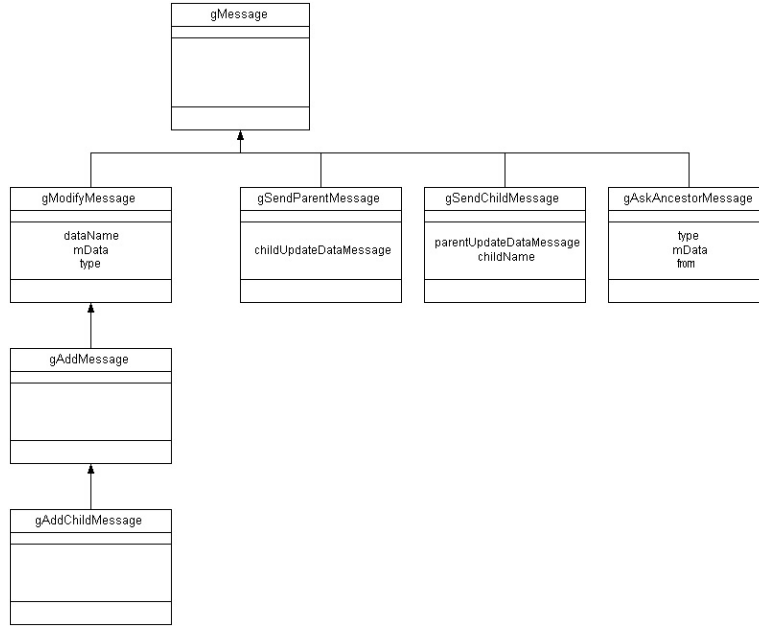 gMessage
gModifyMessage
dataName
mData
type
gSendParentMessage
childUpdateDataMessage
gSendChildMessage
parentUpdateDataMessage
childName
gAskAncestorMessage
type
mData
from
gAddMessage
gAddChildMessage